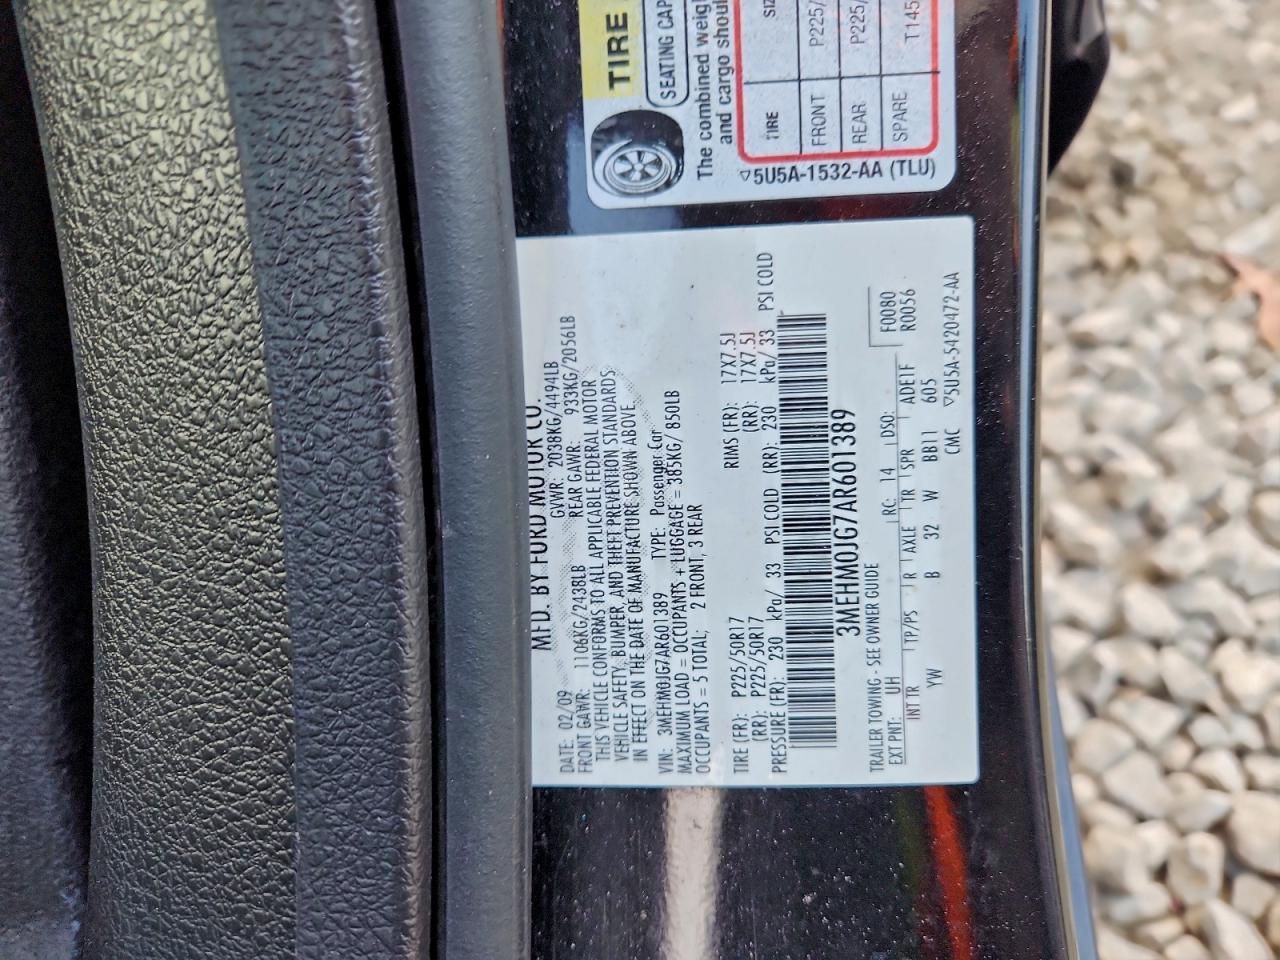 MFD. BY FORD MOTOR CO.
DATE: 02/09 GVWR: 2038KG/4494LB
FRONT GAWR: 1106KG/2438LB REAR GAWR: 933KG/2056LB
THIS VEHICLE CONFORMS TO ALL APPLICABLE FEDERAL MOTOR
VEHICLE SAFETY, BUMPER, AND THEFT PREVENTION STANDARDS
IN EFFECT ON THE DATE OF MANUFACTURE SHOWN ABOVE.
VIN: 3MEHM0JG7AR601389 TYPE: Passenger Car
MAXIMUM LOAD = OCCUPANTS + LUGGAGE = 385KG/ 850LB
OCCUPANTS = 5 TOTAL; 2 FRONT, 3 REAR
TIRE (FR): P225/50R17 RIMS (FR): 17X7.5J
(RR): P225/50R17 (RR): 17X7.5J
PRESSURE (FR): 230 kPa/ 33 PSI COLD (RR): 230 kPa/ 33 PSI COLD
3MEHM0JG7AR601389
TRAILER TOWING - SEE OWNER GUIDE
EXT PNT: UH RC: 14 DSO: F0080
INT TR TP/PS R AXLE TR SPR ADE1F R0056
YW B 32 W BB11 605
CMC ▽5U5A-5420472-AA
TIRE
SEATING CAP
The combined weigh
and cargo shoul
TIRE SIZ
FRONT P225/
REAR P225/
SPARE T145
▽5U5A-1532-AA (TLU)